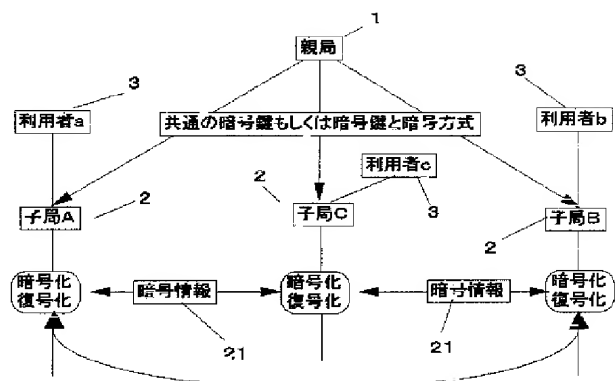 1
親局
3
3
利用者a
利用者b
共通の暗号鍵もしくは暗号鍵と暗号方式
利用者c
2
2
3
子局A
子局C
子局B
2
暗号化
復号化
暗号情報
暗号化
復号化
暗号情報
暗号化
復号化
21
21